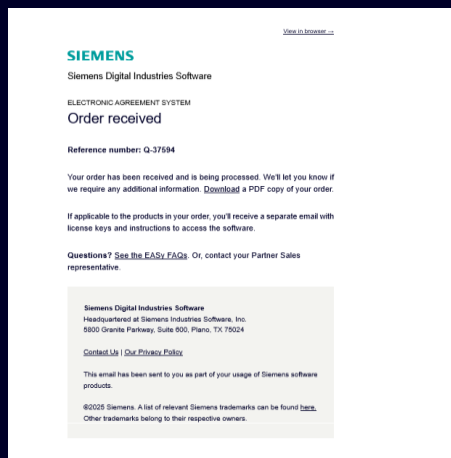 View in browser →
SIEMENS
Siemens Digital Industries Software
ELECTRONIC AGREEMENT SYSTEM
Order received
Reference number: Q-37594
Your order has been received and is being processed. We'll let you know if
we require any additional information. Download a PDF copy of your order.
If applicable to the products in your order, you'll receive a separate email with
license keys and instructions to access the software.
Questions? See the EASy FAQs. Or, contact your Partner Sales
representative.
Siemens Digital Industries Software
Headquartered at Siemens Industries Software, Inc.
5800 Granite Parkway, Suite 600, Plano, TX 75024
Contact Us | Our Privacy Policy
This email has been sent to you as part of your usage of Siemens software
products.
©2025 Siemens. A list of relevant Siemens trademarks can be found here.
Other trademarks belong to their respective owners.